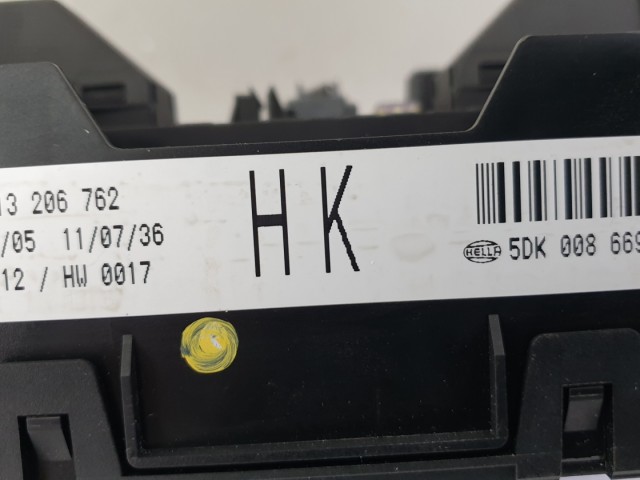 13 206 762
/05 11/07/36
12 / HW 0017
HK
HELLA 5DK 008 669